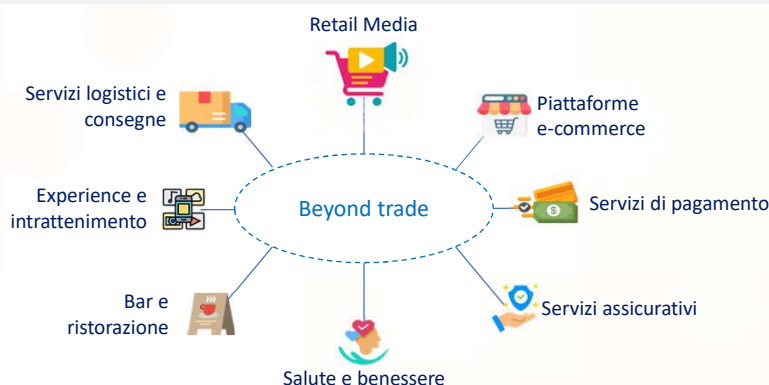 Retail Media
Servizi logistici e
consegne
Piattaforme
e-commerce
Experience e
intrattenimento
Beyond trade
Servizi di pagamento
Bar e
ristorazione
Servizi assicurativi
Salute e benessere